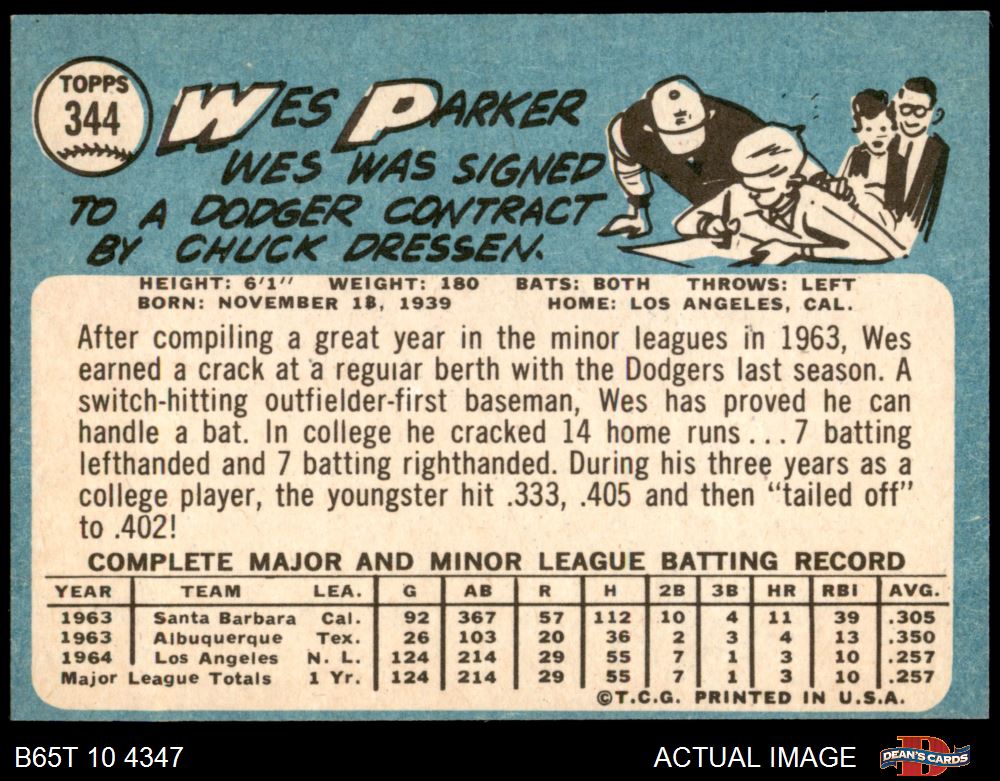 TOPPS
344
WES PARKER
WES WAS SIGNED
TO A DODGER CONTRACT
BY CHUCK DRESSEN.
HEIGHT: 6'1" WEIGHT: 180 BATS: BOTH THROWS: LEFT
BORN: NOVEMBER 13, 1939 HOME: LOS ANGELES, CAL.
After compiling a great year in the minor leagues in 1963, Wes
earned a crack at a regular berth with the Dodgers last season. A
switch-hitting outfielder-first baseman, Wes has proved he can
handle a bat. In college he cracked 14 home runs...7 batting
lefthanded and 7 batting righthanded. During his three years as a
college player, the youngster hit .333, .405 and then “tailed off”
to .402!
COMPLETE MAJOR AND MINOR LEAGUE BATTING RECORD
YEAR TEAM LEA. G AB R H 2B 3B HR RBI AVG.
1963 Santa Barbara Cal. 92 367 57 112 10 4 11 39 .305
1963 Albuquerque Tex. 26 103 20 36 2 3 4 13 .350
1964 Los Angeles N. L. 124 214 29 55 7 1 3 10 .257
Major League Totals 1 Yr. 124 214 29 55 7 1 3 10 .257
©T.C.G. PRINTED IN U.S.A.
B65T 10 4347 ACTUAL IMAGE DEAN'S CARDS